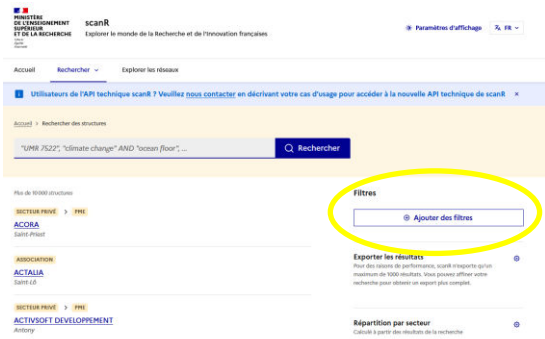 MINISTÈRE
DE L'ENSEIGNEMENT
SUPÉRIEUR
ET DE LA RECHERCHE
scanR
Explorer le monde de la Recherche et de l'Innovation françaises
Paramètres d'affichage
FR
Accueil
Rechercher
Explorer les réseaux
Utilisateurs de l'API technique scanR ? Veuillez nous contacter en décrivant votre cas d'usage pour accéder à la nouvelle API technique de scanR ×
Accueil > Rechercher des structures
"UMR 7522", "climate change" AND "ocean floor", ...
Rechercher
Plus de 10 000 structures
SECTEUR PRIVÉ > PME
ACORA
Saint-Priest
ASSOCIATION
ACTALIA
Saint-Lô
SECTEUR PRIVÉ > PME
ACTIVSOFT DEVELOPPEMENT
Antony
Filtres
Ajouter des filtres
Exporter les résultats
Pour des raisons de performance, scanR n'exporte qu'un
maximum de 1000 résultats. Vous pouvez affiner votre
recherche pour obtenir un export plus complet.
Répartition par secteur
Calculé à partir des résultats de la recherche